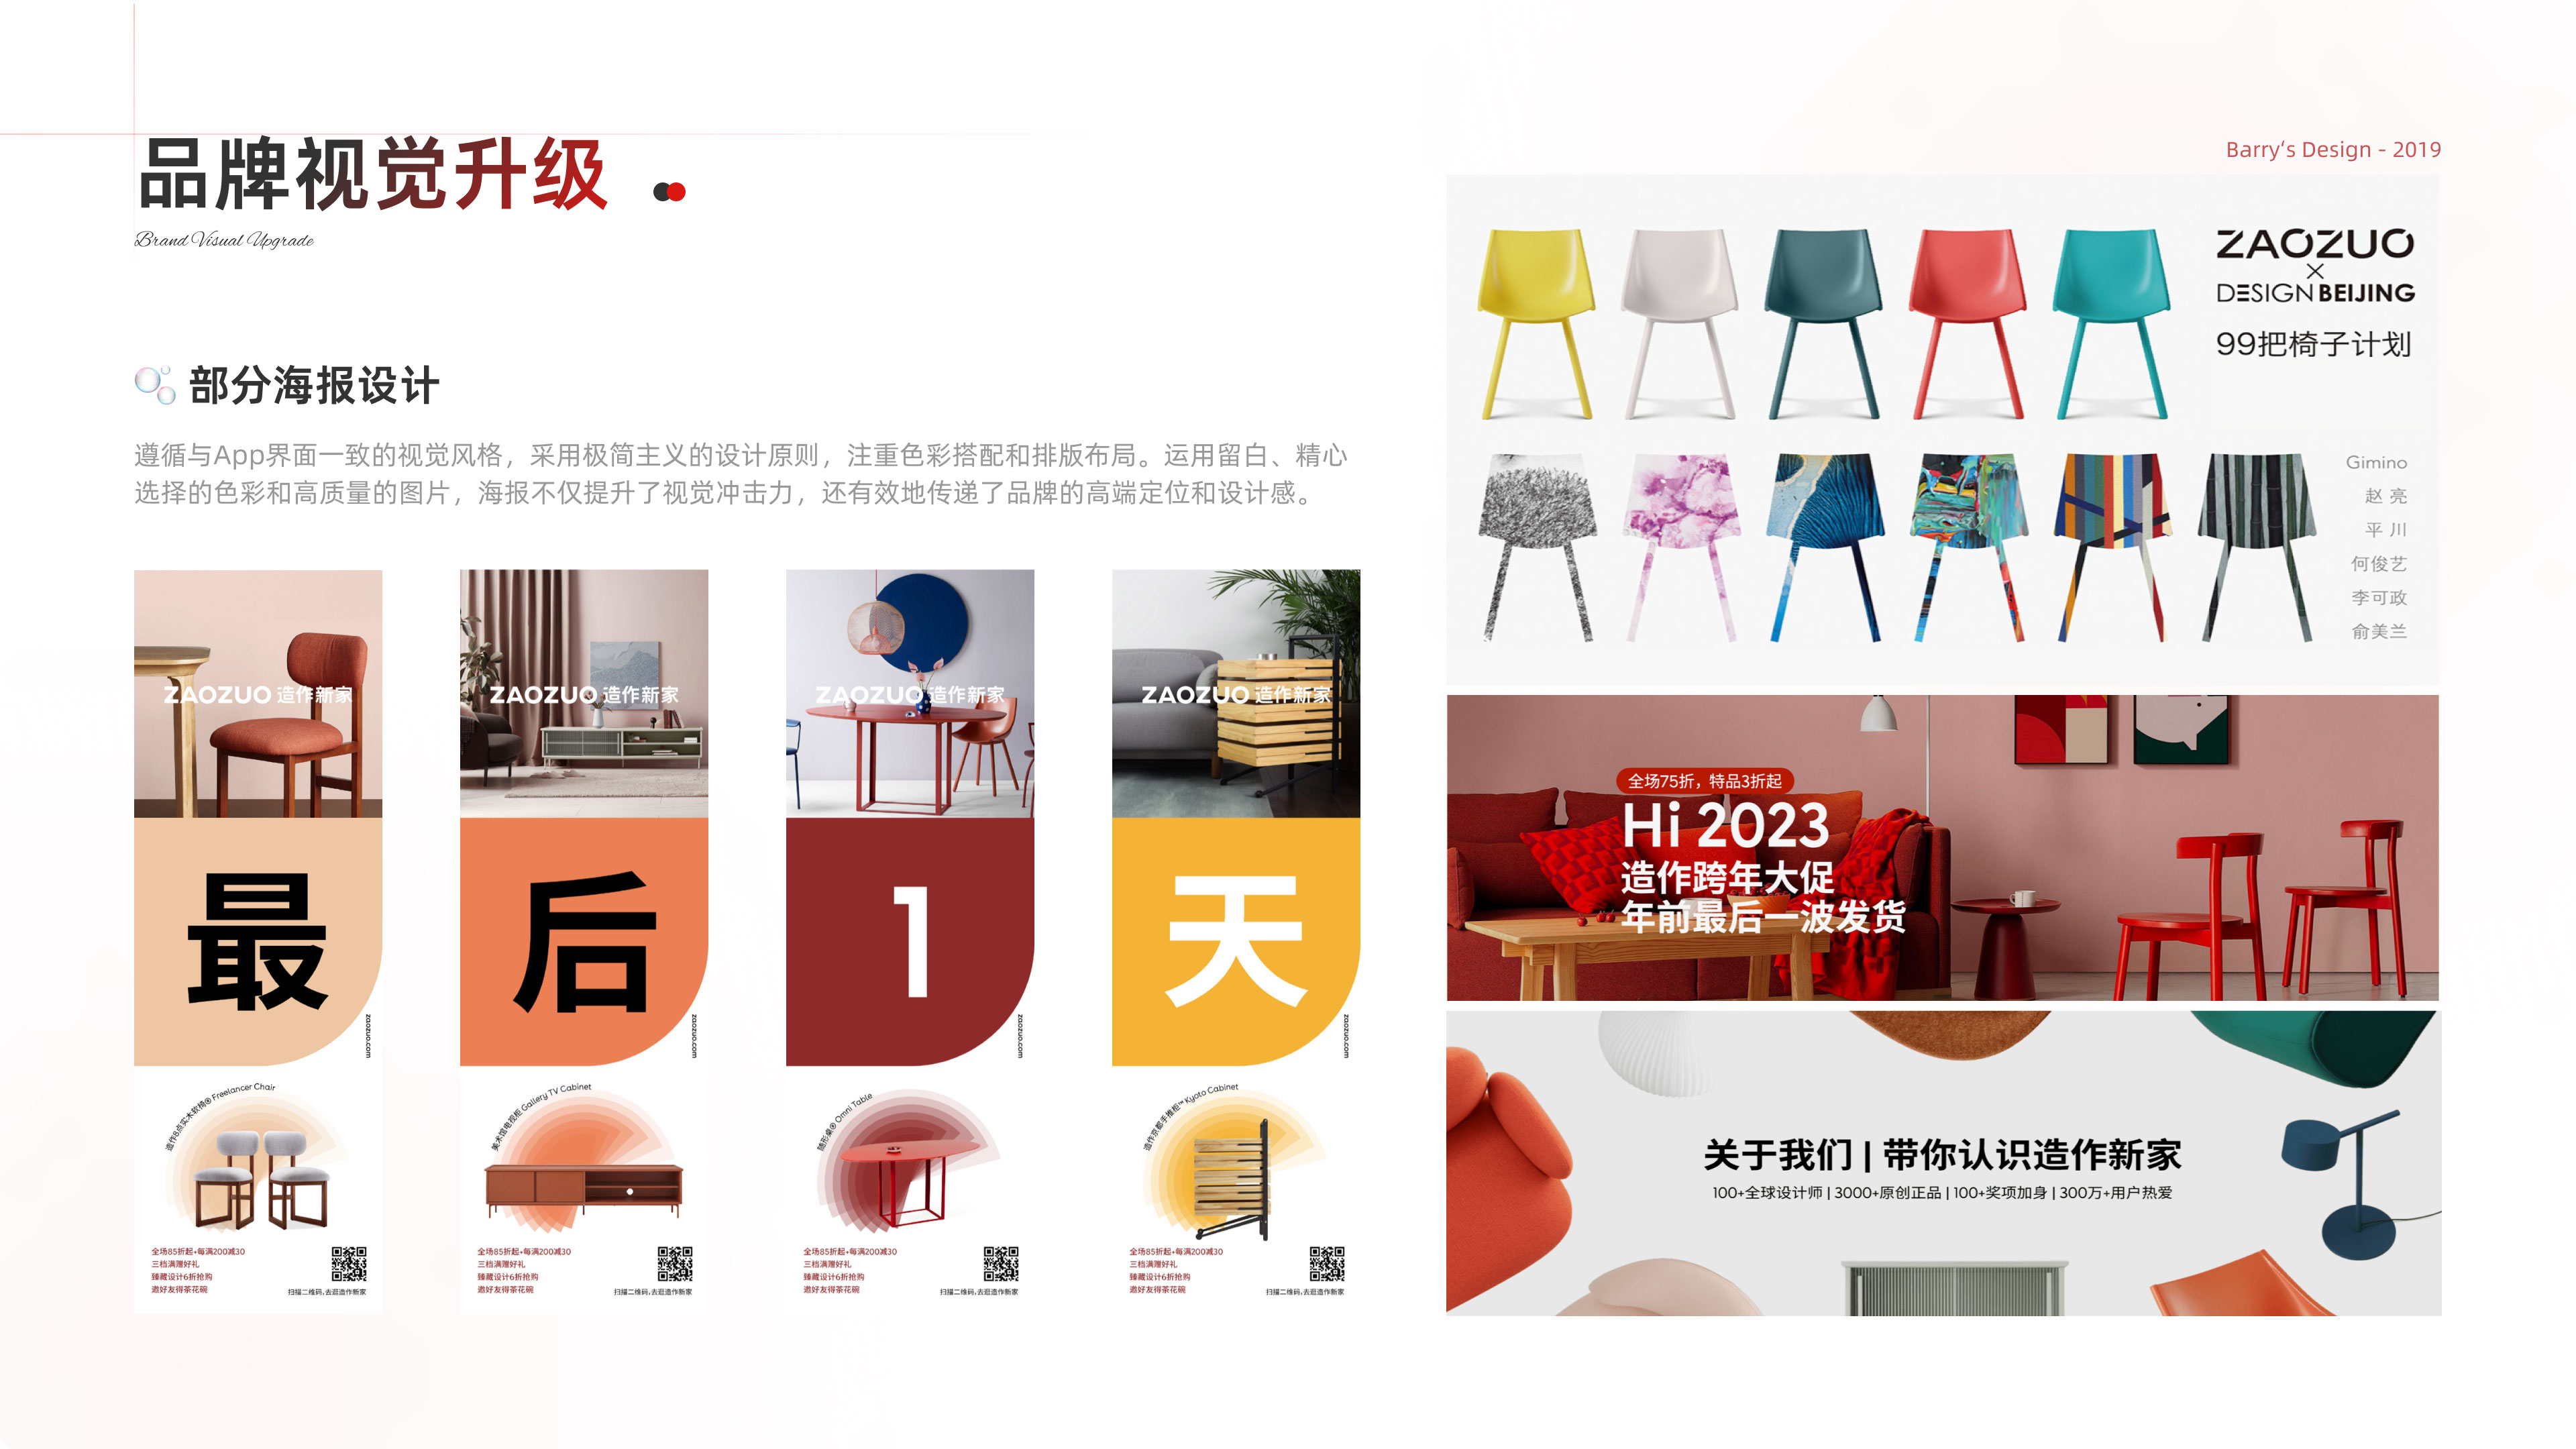 品牌视觉升级
Brand Visual Upgrade
Barry's Design - 2019
部分海报设计
遵循与App界面一致的视觉风格，采用极简主义的设计原则，注重色彩搭配和排版布局。运用留白、精心
选择的色彩和高质量的图片，海报不仅提升了视觉冲击力，还有效地传递了品牌的高端定位和设计感。
ZAOZUO 造作新家
最
zaozuo.com
造作8点实木软椅® Freelancer Chair
全场85折起+每满200减30
三档满赠好礼
臻藏设计6折抢购
邀好友得茶花碗
扫描二维码,去逛造作新家
ZAOZUO 造作新家
后
zaozuo.com
美术馆电视柜 Gallery TV Cabinet
全场85折起+每满200减30
三档满赠好礼
臻藏设计6折抢购
邀好友得茶花碗
扫描二维码,去逛造作新家
ZAOZUO 造作新家
1
zaozuo.com
随形桌® Omni Table
全场85折起+每满200减30
三档满赠好礼
臻藏设计6折抢购
邀好友得茶花碗
扫描二维码,去逛造作新家
ZAOZUO 造作新家
天
zaozuo.com
造作京都手推柜™ Kyoto Cabinet
全场85折起+每满200减30
三档满赠好礼
臻藏设计6折抢购
邀好友得茶花碗
扫描二维码,去逛造作新家
ZAOZUO
×
DESIGN BEIJING
99把椅子计划
Gimino
赵 亮
平 川
何俊艺
李可政
俞美兰
全场75折，特品3折起
Hi 2023
造作跨年大促
年前最后一波发货
关于我们 | 带你认识造作新家
100+全球设计师 | 3000+原创正品 | 100+奖项加身 | 300万+用户热爱